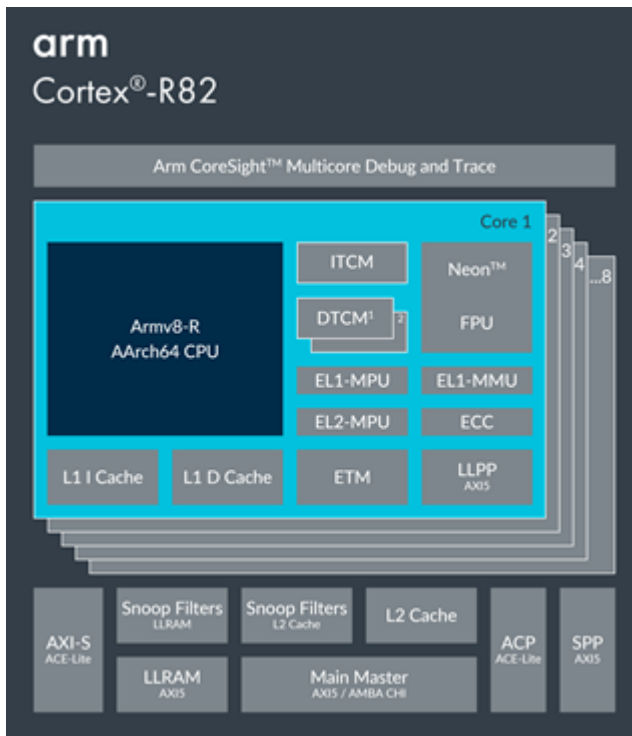 arm
Cortex®-R82
Arm CoreSight™ Multicore Debug and Trace
Core 1
2
3
4
...8
Armv8-R
AArch64 CPU
ITCM
DTCM¹
2
Neon™
FPU
EL1-MPU
EL1-MMU
EL2-MPU
ECC
L1 I Cache
L1 D Cache
ETM
LLPP
AXI5
AXI-S
ACE-Lite
Snoop Filters
LLRAM
Snoop Filters
L2 Cache
L2 Cache
ACP
ACE-Lite
SPP
AXI5
LLRAM
AXI5
Main Master
AXI5 / AMBA CHI